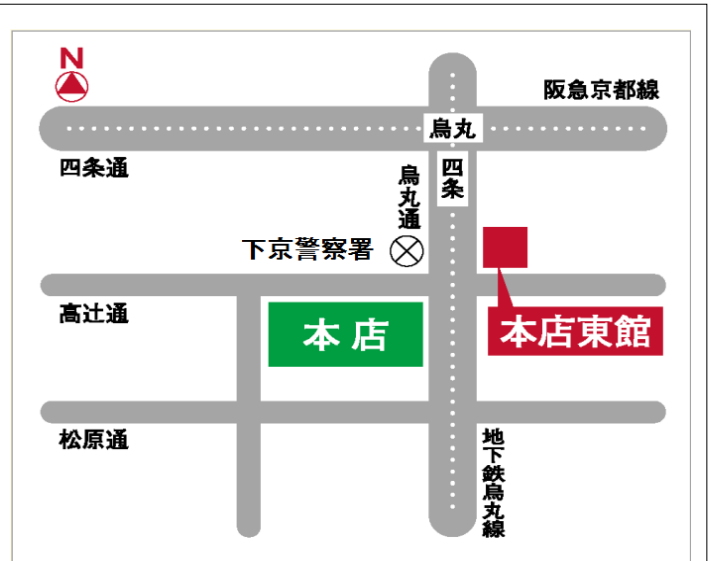 N
阪急京都線
烏丸
四条通
四条
烏丸通
下京警察署
高辻通
本店
本店東館
松原通
地下鉄烏丸線